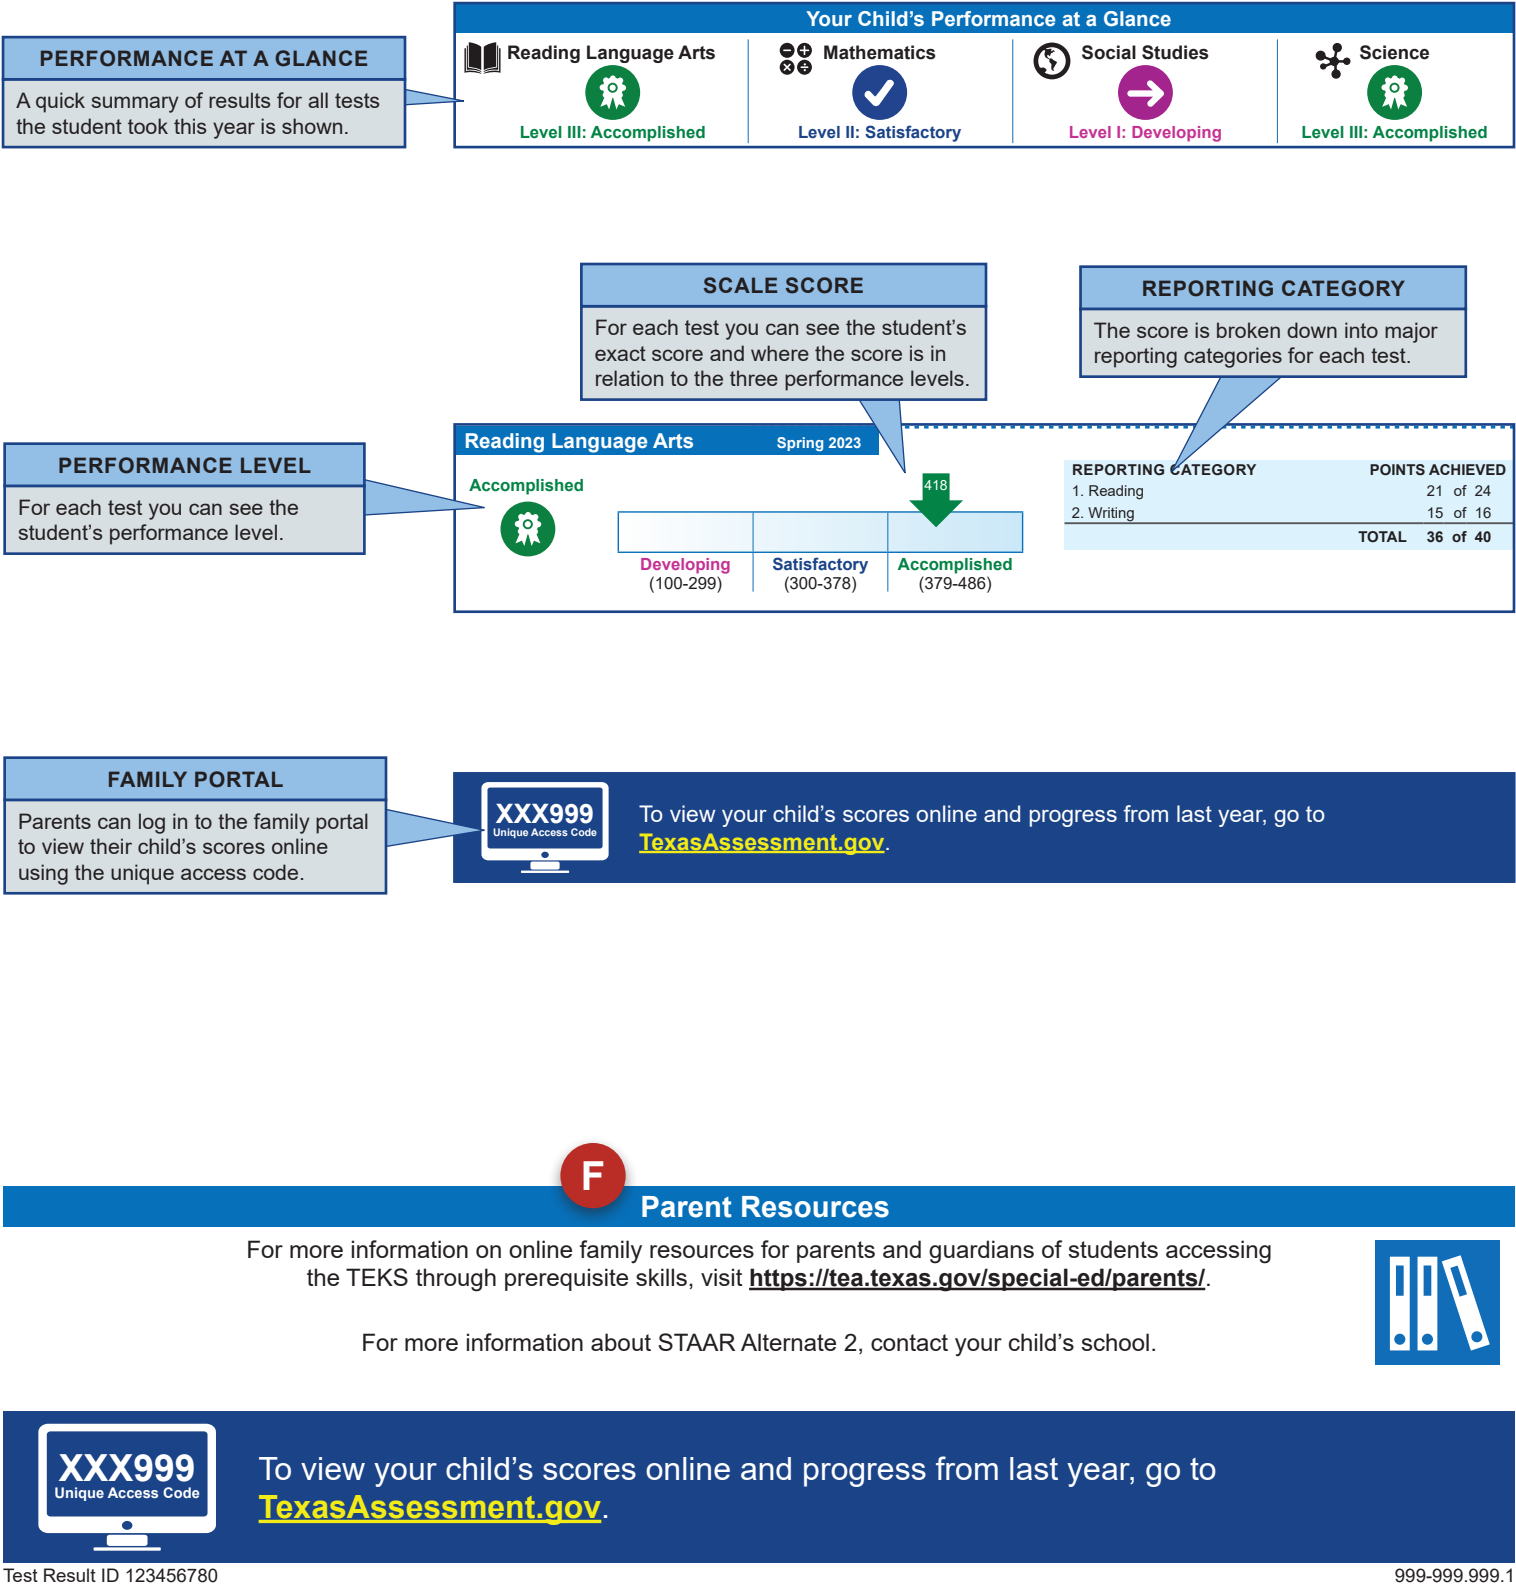 Your Child's Performance at a Glance
PERFORMANCE AT A GLANCE
A quick summary of results for all tests
the student took this year is shown.
Reading Language Arts
Level III: Accomplished
Mathematics
Level II: Satisfactory
Social Studies
Level I: Developing
Science
Level III: Accomplished
SCALE SCORE
For each test you can see the student's
exact score and where the score is in
relation to the three performance levels.
REPORTING CATEGORY
The score is broken down into major
reporting categories for each test.
PERFORMANCE LEVEL
For each test you can see the
student's performance level.
Reading Language Arts Spring 2023
Accomplished
418
Developing
(100-299)
Satisfactory
(300-378)
Accomplished
(379-486)
REPORTING CATEGORY POINTS ACHIEVED
1. Reading 21 of 24
2. Writing 15 of 16
TOTAL 36 of 40
FAMILY PORTAL
Parents can log in to the family portal
to view their child's scores online
using the unique access code.
XXX999
Unique Access Code
To view your child's scores online and progress from last year, go to
TexasAssessment.gov.
F
Parent Resources
For more information on online family resources for parents and guardians of students accessing
the TEKS through prerequisite skills, visit https://tea.texas.gov/special-ed/parents/.
For more information about STAAR Alternate 2, contact your child's school.
XXX999
Unique Access Code
To view your child's scores online and progress from last year, go to
TexasAssessment.gov.
Test Result ID 123456780 999-999.999.1